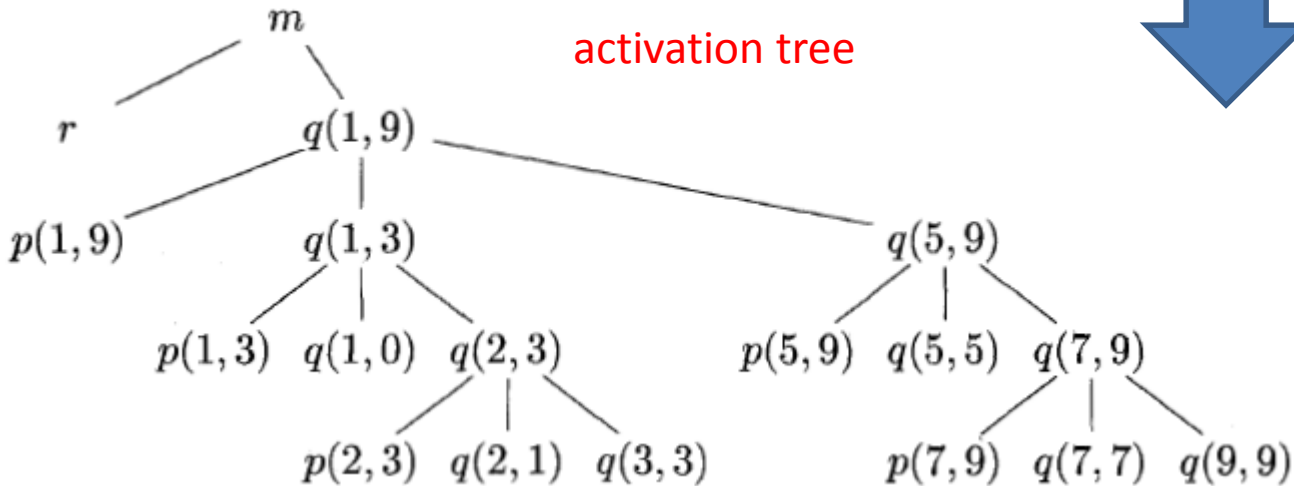 m
activation tree
r q(1, 9)
p(1, 9) q(1, 3) q(5, 9)
p(1, 3) q(1, 0) q(2, 3) p(5, 9) q(5, 5) q(7, 9)
p(2, 3) q(2, 1) q(3, 3) p(7, 9) q(7, 7) q(9, 9)